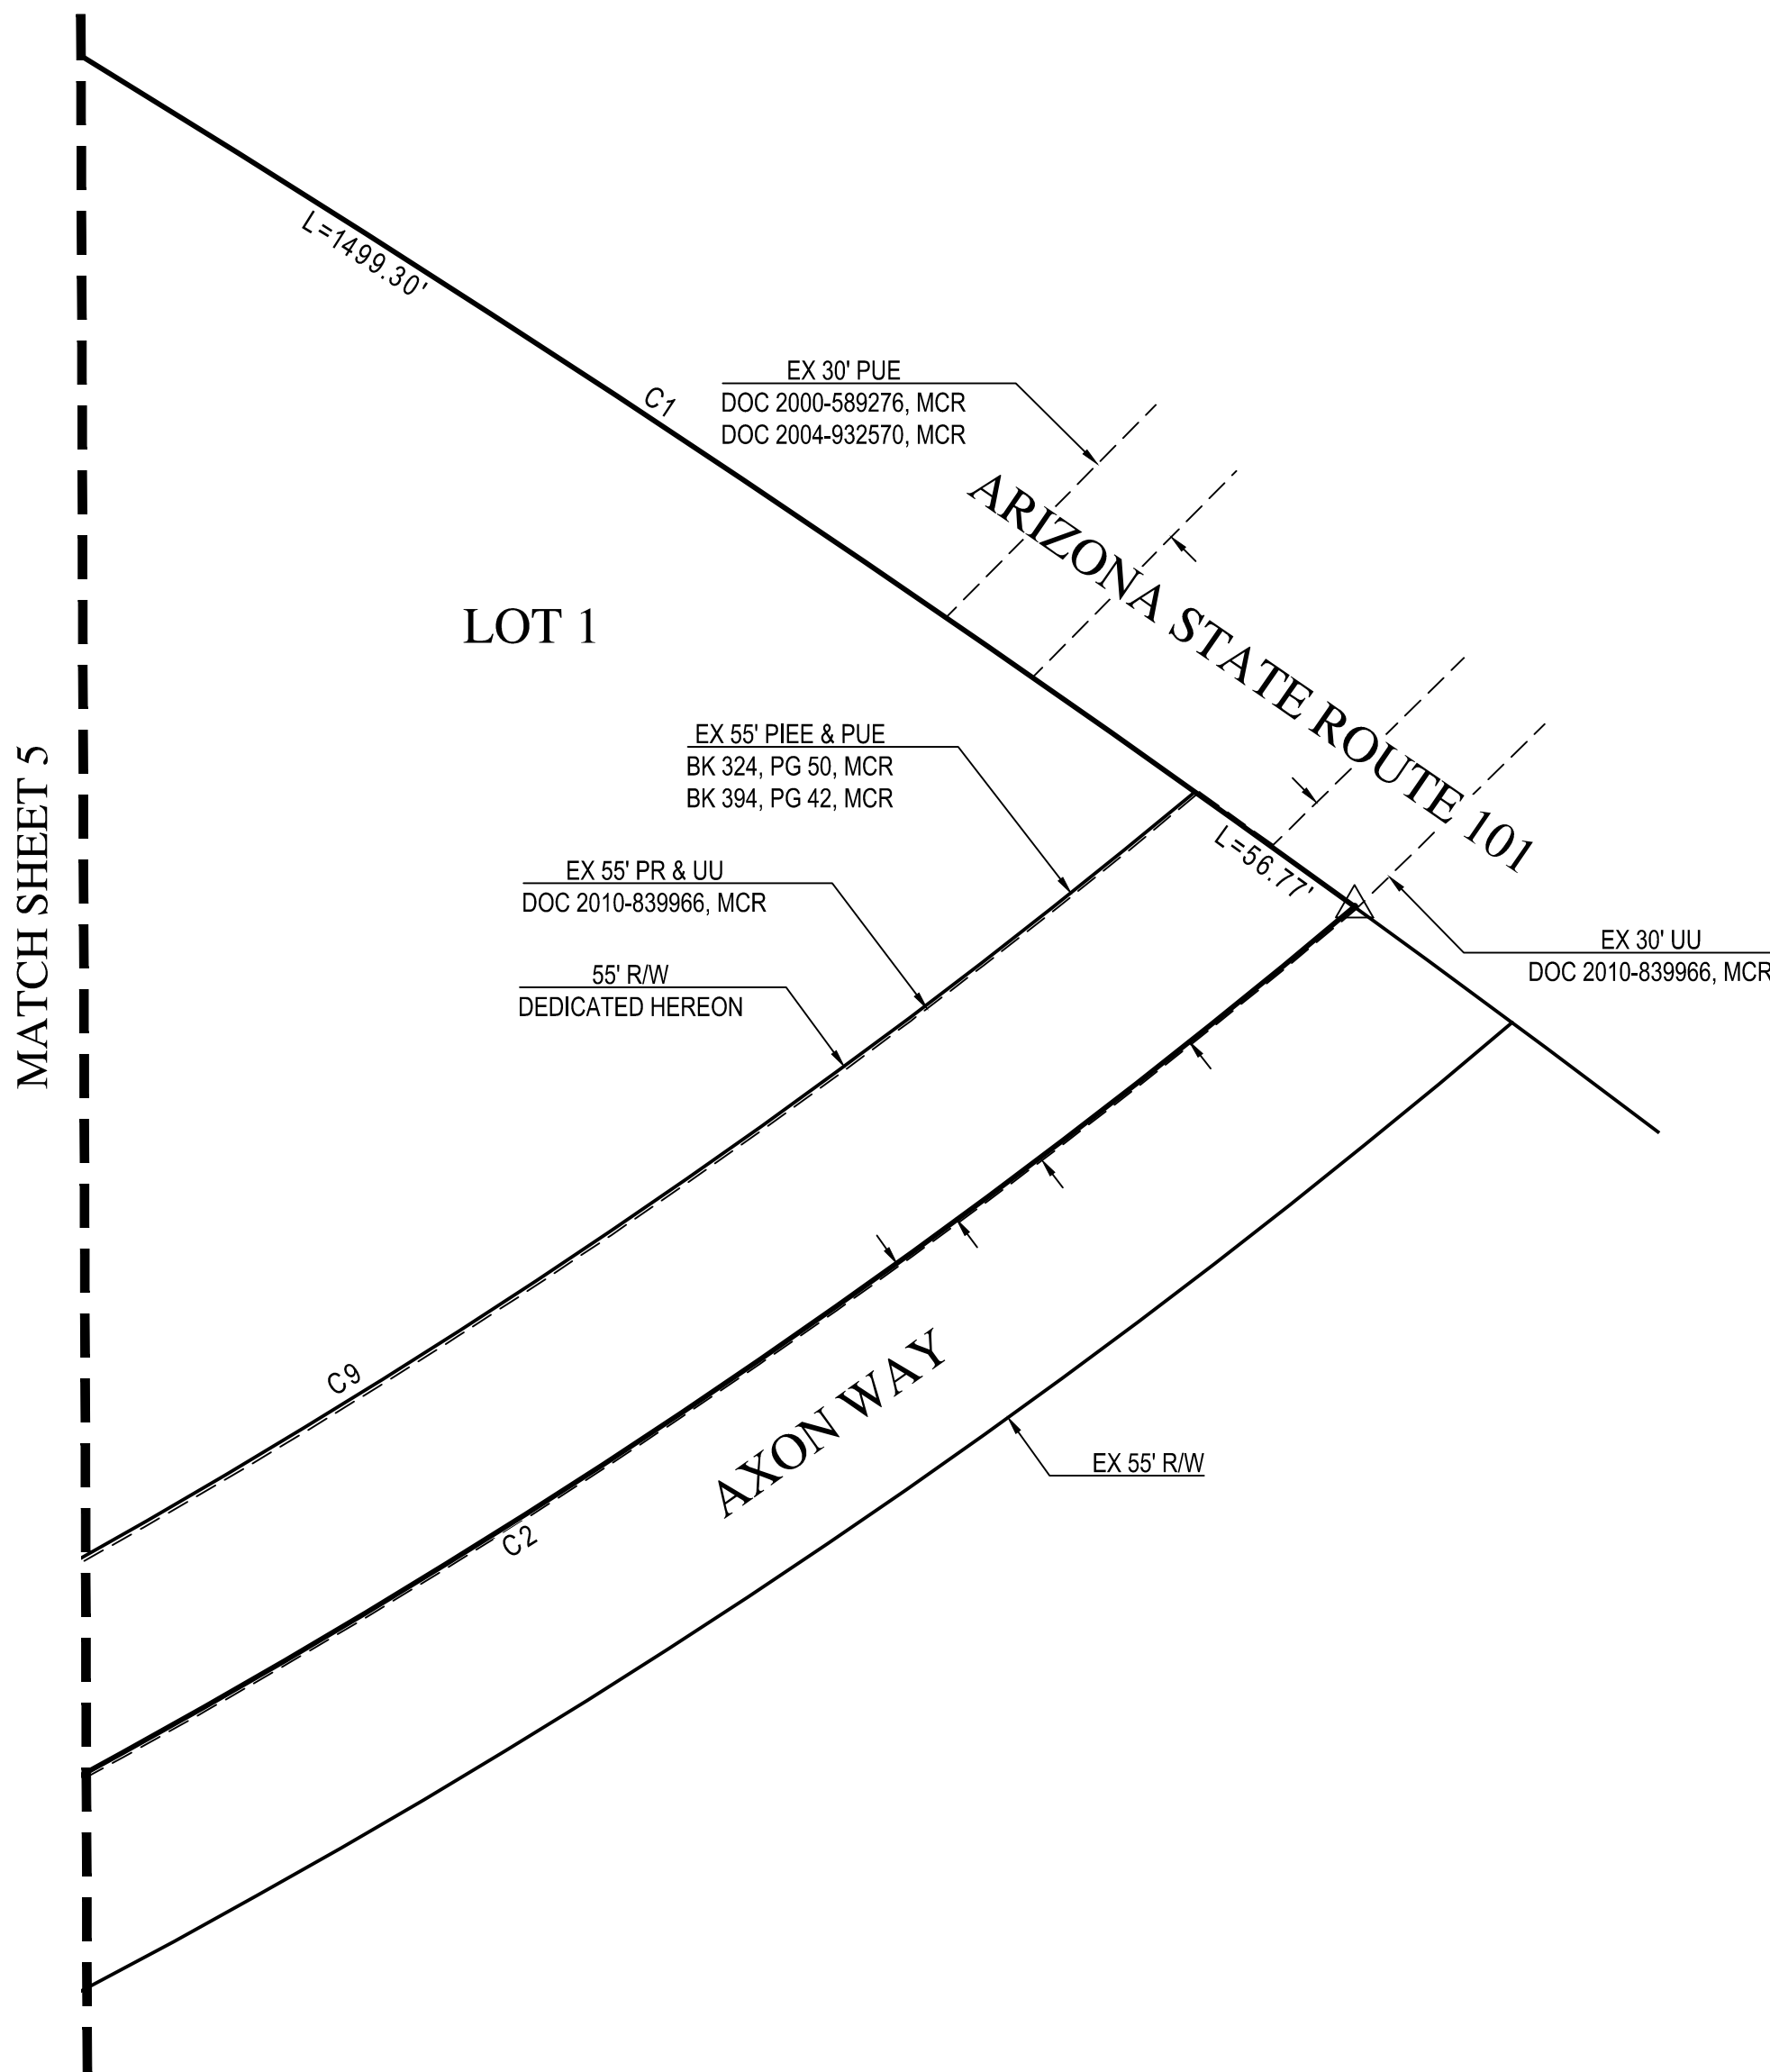 L=1499.30'
C1
EX 30' PUE
DOC 2000-589276, MCR
DOC 2004-932570, MCR
ARIZONA STATE ROUTE 101
LOT 1
MATCH SHEET 5
EX 55' PIEE & PUE
BK 324, PG 50, MCR
BK 394, PG 42, MCR
L=56.77'
EX 55' PR & UU
DOC 2010-839966, MCR
EX 30' UU
DOC 2010-839966, MCR
55' R/W
DEDICATED HEREON
C9
AXON WAY
EX 55' R/W
C2